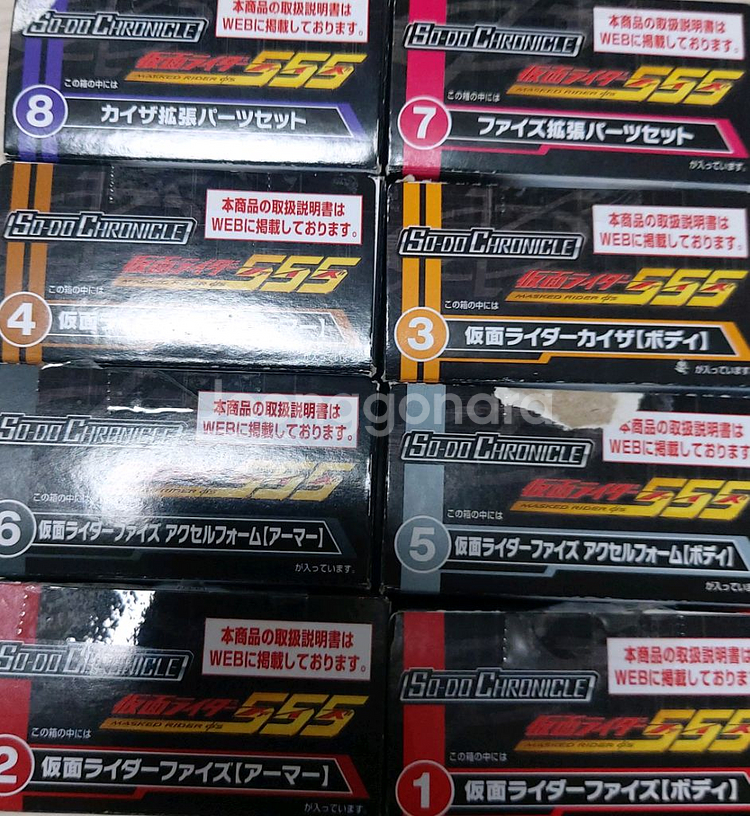 本商品の取扱説明書は
WEBに掲載しております。
SO-DO CHRONICLE
仮面ライダー555
MASKED RIDER φ's
この箱の中には
8 カイザ拡張パーツセット
本商品の取扱説明書は
WEBに掲載しております。
SO-DO CHRONICLE
仮面ライダー555
MASKED RIDER φ's
この箱の中には
7 ファイズ拡張パーツセット
が入っています。
本商品の取扱説明書は
WEBに掲載しております。
SO-DO CHRONICLE
仮面ライダー555
MASKED RIDER φ's
この箱の中には
4 仮面
本商品の取扱説明書は
WEBに掲載しております。
SO-DO CHRONICLE
仮面ライダー555
MASKED RIDER φ's
この箱の中には
3 仮面ライダーカイザ【ボディ】
が入っています。
本商品の取扱説明書は
WEBに掲載しております。
SO-DO CHRONICLE
555
この箱の中には
6 仮面ライダーファイズ アクセルフォーム【アーマー】
が入っています。
本商品の取扱説明書は
WEBに掲載しております
SO-DO CHRONICLE
仮面ライダー555
MASKED RIDER φ's
この箱の中には
5 仮面ライダーファイズ アクセルフォーム【ボディ】
が入っていま
本商品の取扱説明書は
WEBに掲載しております。
SO-DO CHRONICLE
仮面ライダー555
MASKED RIDER φ's
この箱の中には
2 仮面ライダーファイズ【アーマー】
が入っています。
本商品の取扱説明書
WEBに掲載しております
SO-DO CHRONICLE
仮面ライダー555
MASKED RIDER φ's
この箱の中には
1 仮面ライダーファイズ【ボディ】